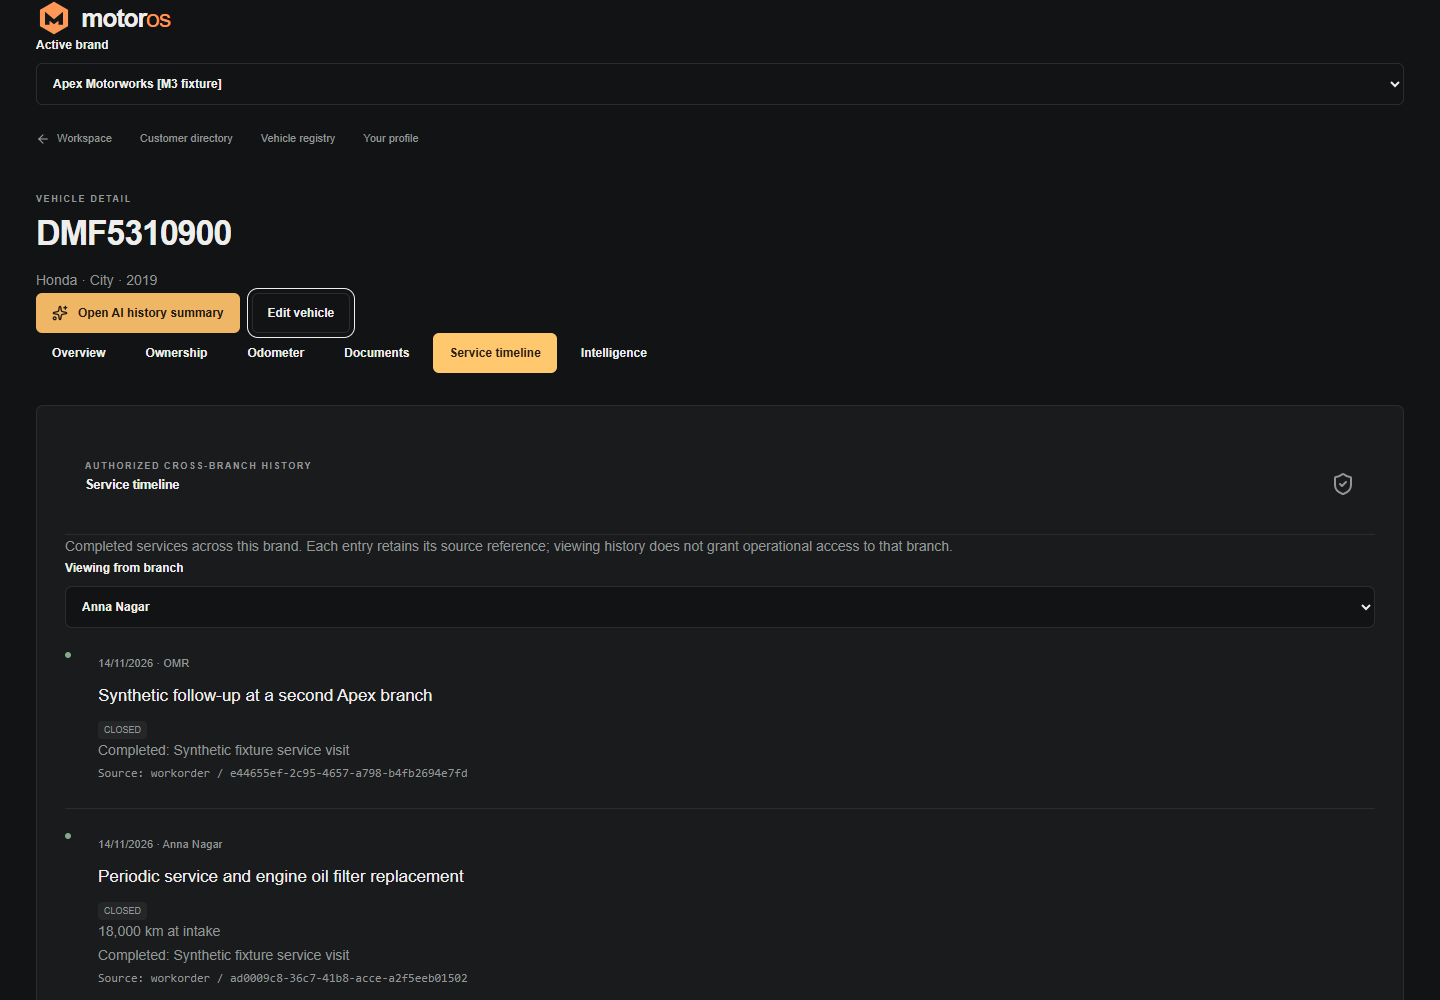 motoros
Active brand
Apex Motorworks [M3 fixture]
Workspace Customer directory Vehicle registry Your profile
VEHICLE DETAIL
DMF5310900
Honda · City · 2019
Open AI history summary Edit vehicle
Overview Ownership Odometer Documents Service timeline Intelligence
AUTHORIZED CROSS-BRANCH HISTORY
Service timeline
Completed services across this brand. Each entry retains its source reference; viewing history does not grant operational access to that branch.
Viewing from branch
Anna Nagar
14/11/2026 · OMR
Synthetic follow-up at a second Apex branch
CLOSED
Completed: Synthetic fixture service visit
Source: workorder / e44655ef-2c95-4657-a798-b4fb2694e7fd
14/11/2026 · Anna Nagar
Periodic service and engine oil filter replacement
CLOSED
18,000 km at intake
Completed: Synthetic fixture service visit
Source: workorder / ad0009c8-36c7-41b8-acce-a2f5eeb01502